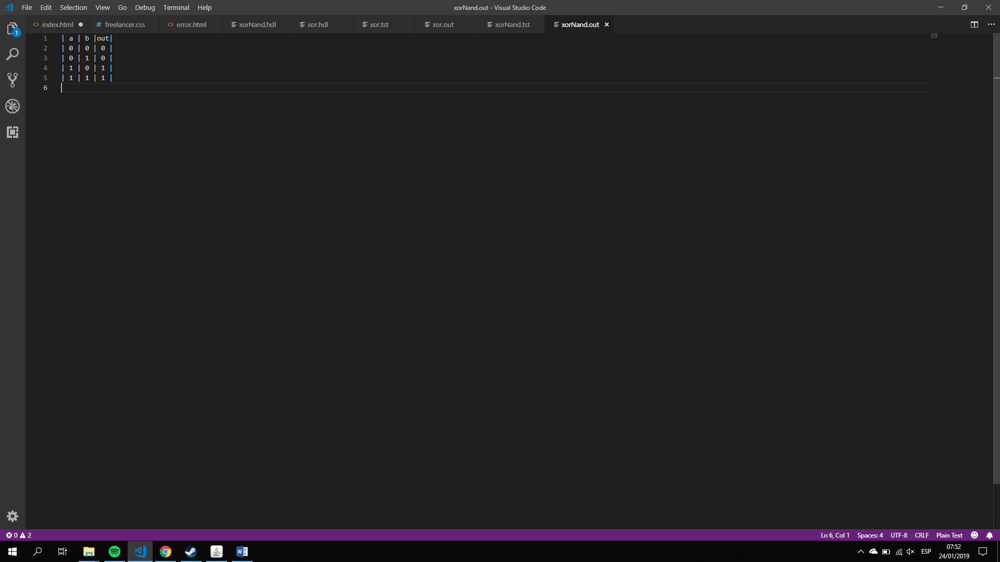 File Edit Selection View Go Debug Terminal Help xorNand.out - Visual Studio Code
1 index.html freelancer.css error.html xorNand.hdl xor.hdl xor.tst xor.out xorNand.tst xorNand.out
1 | a | b |out|
2 | 0 | 0 | 0 |
3 | 0 | 1 | 0 |
4 | 1 | 0 | 1 |
5 | 1 | 1 | 1 |
6
0 2 Ln 6, Col 1 Spaces: 4 UTF-8 CRLF Plain Text
ESP 07:52
24/01/2019